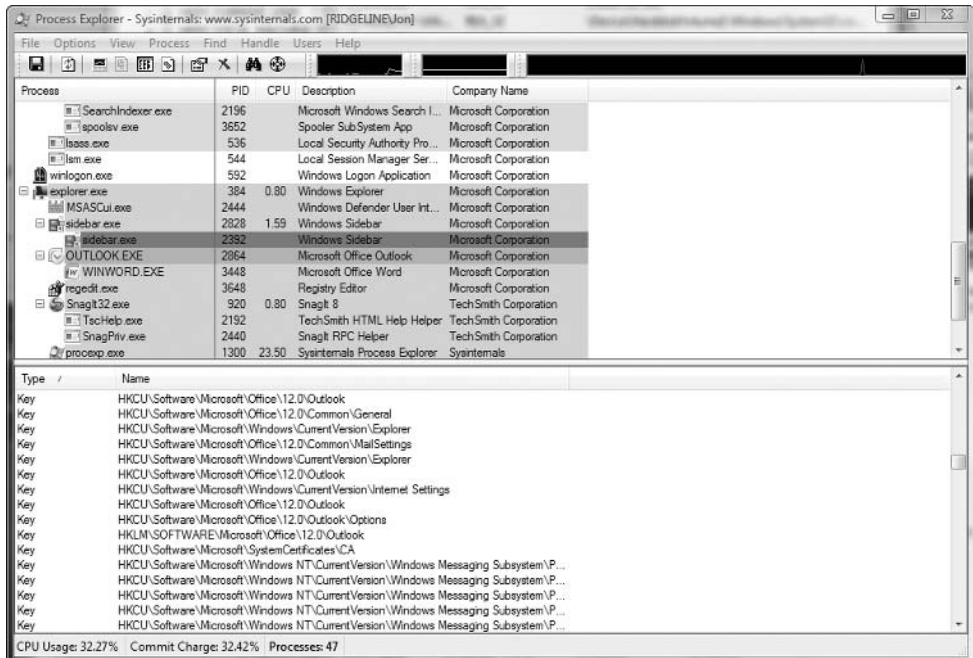 Process Explorer - Sysinternals: www.sysinternals.com [RIDGELINE\Jon]
File Options View Process Find Handle Users Help
Process PID CPU Description Company Name
SearchIndexer.exe 2196 Microsoft Windows Search I... Microsoft Corporation
spoolsv.exe 3652 Spooler SubSystem App Microsoft Corporation
lsass.exe 536 Local Security Authority Pro... Microsoft Corporation
lsm.exe 544 Local Session Manager Ser... Microsoft Corporation
winlogon.exe 592 Windows Logon Application Microsoft Corporation
explorer.exe 384 0.80 Windows Explorer Microsoft Corporation
MSASCui.exe 2444 Windows Defender User Int... Microsoft Corporation
sidebar.exe 2828 1.59 Windows Sidebar Microsoft Corporation
sidebar.exe 2392 Windows Sidebar Microsoft Corporation
OUTLOOK.EXE 2864 Microsoft Office Outlook Microsoft Corporation
WINWORD.EXE 3448 Microsoft Office Word Microsoft Corporation
regedit.exe 3648 Registry Editor Microsoft Corporation
SnagIt32.exe 920 0.80 SnagIt 8 TechSmith Corporation
TscHelp.exe 2192 TechSmith HTML Help Helper TechSmith Corporation
SnagPriv.exe 2440 SnagIt RPC Helper TechSmith Corporation
procexp.exe 1300 23.50 Sysinternals Process Explorer Sysinternals
Type Name
Key HKCU\Software\Microsoft\Office\12.0\Outlook
Key HKCU\Software\Microsoft\Office\12.0\Common\General
Key HKCU\Software\Microsoft\Windows\CurrentVersion\Explorer
Key HKCU\Software\Microsoft\Office\12.0\Common\MailSettings
Key HKCU\Software\Microsoft\Windows\CurrentVersion\Explorer
Key HKCU\Software\Microsoft\Office\12.0\Outlook
Key HKCU\Software\Microsoft\Windows\CurrentVersion\Internet Settings
Key HKCU\Software\Microsoft\Office\12.0\Outlook
Key HKCU\Software\Microsoft\Office\12.0\Outlook\Options
Key HKLM\SOFTWARE\Microsoft\Office\12.0\Outlook
Key HKCU\Software\Microsoft\SystemCertificates\CA
Key HKCU\Software\Microsoft\Windows NT\CurrentVersion\Windows Messaging Subsystem\P...
Key HKCU\Software\Microsoft\Windows NT\CurrentVersion\Windows Messaging Subsystem\P...
Key HKCU\Software\Microsoft\Windows NT\CurrentVersion\Windows Messaging Subsystem\P...
Key HKCU\Software\Microsoft\Windows NT\CurrentVersion\Windows Messaging Subsystem\P...
Key HKCU\Software\Microsoft\Windows NT\CurrentVersion\Windows Messaging Subsystem\P...
CPU Usage: 32.27% Commit Charge: 32.42% Processes: 47